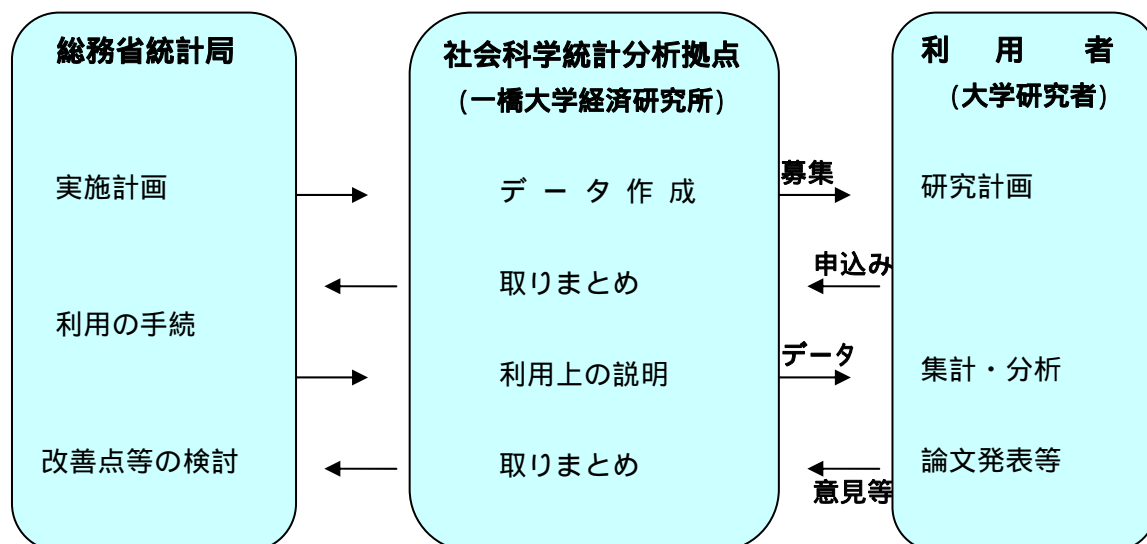 総務省統計局
実施計画
利用の手続
改善点等の検討
社会科学統計分析拠点
(一橋大学経済研究所)
データ作成
取りまとめ
利用上の説明
取りまとめ
募集
申込み
データ
意見等
利用者
(大学研究者)
研究計画
集計・分析
論文発表等